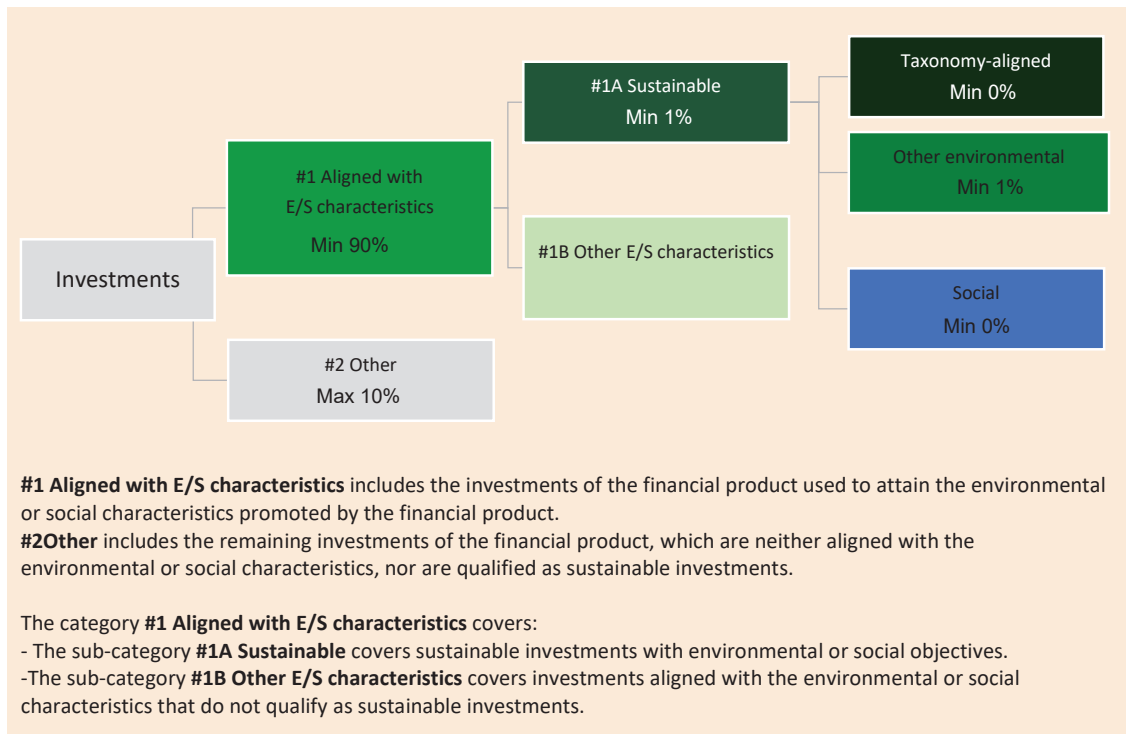 Investments
#1 Aligned with
E/S characteristics
Min 90%
#2 Other
Max 10%
#1A Sustainable
Min 1%
#1B Other E/S characteristics
Taxonomy-aligned
Min 0%
Other environmental
Min 1%
Social
Min 0%
#1 Aligned with E/S characteristics includes the investments of the financial product used to attain the environmental
or social characteristics promoted by the financial product.
#2Other includes the remaining investments of the financial product, which are neither aligned with the
environmental or social characteristics, nor are qualified as sustainable investments.
The category #1 Aligned with E/S characteristics covers:
- The sub-category #1A Sustainable covers sustainable investments with environmental or social objectives.
-The sub-category #1B Other E/S characteristics covers investments aligned with the environmental or social
characteristics that do not qualify as sustainable investments.